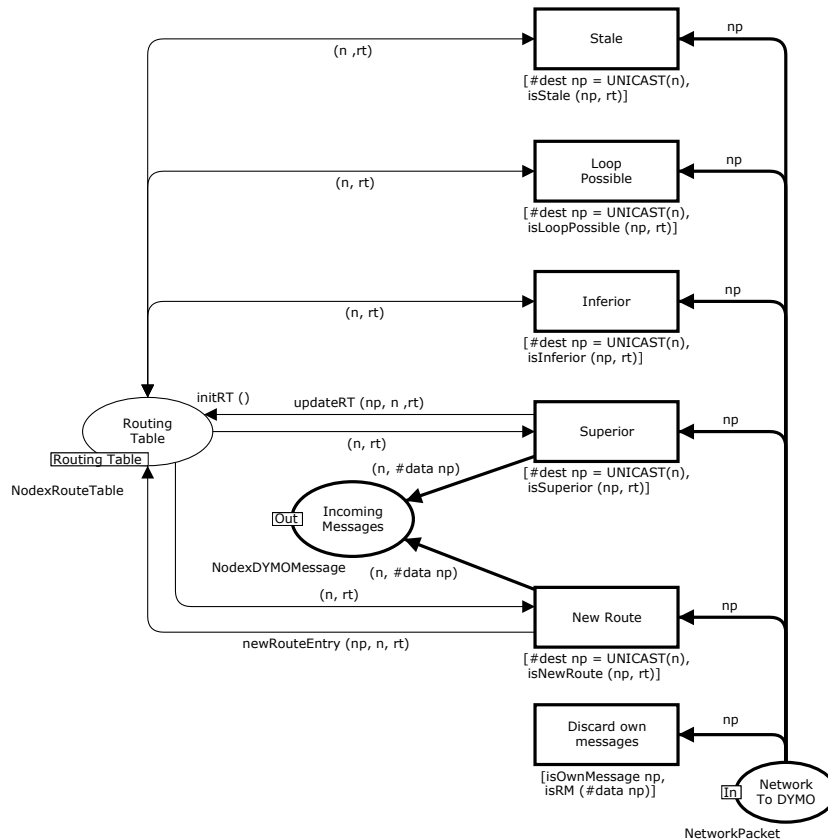 Stale
np
(n ,rt)
[#dest np = UNICAST(n),
isStale (np, rt)]
Loop
Possible
np
(n, rt)
[#dest np = UNICAST(n),
isLoopPossible (np, rt)]
Inferior
np
(n, rt)
[#dest np = UNICAST(n),
isInferior (np, rt)]
initRT ()
updateRT (np, n ,rt)
Routing
Table
Superior
np
(n, rt)
Routing Table
NodexRouteTable
(n, #data np)
[#dest np = UNICAST(n),
isSuperior (np, rt)]
Out
Incoming
Messages
NodexDYMOMessage
(n, #data np)
(n, rt)
New Route
np
newRouteEntry (np, n, rt)
[#dest np = UNICAST(n),
isNewRoute (np, rt)]
Discard own
messages
np
[isOwnMessage np,
isRM (#data np)]
In
Network
To DYMO
NetworkPacket